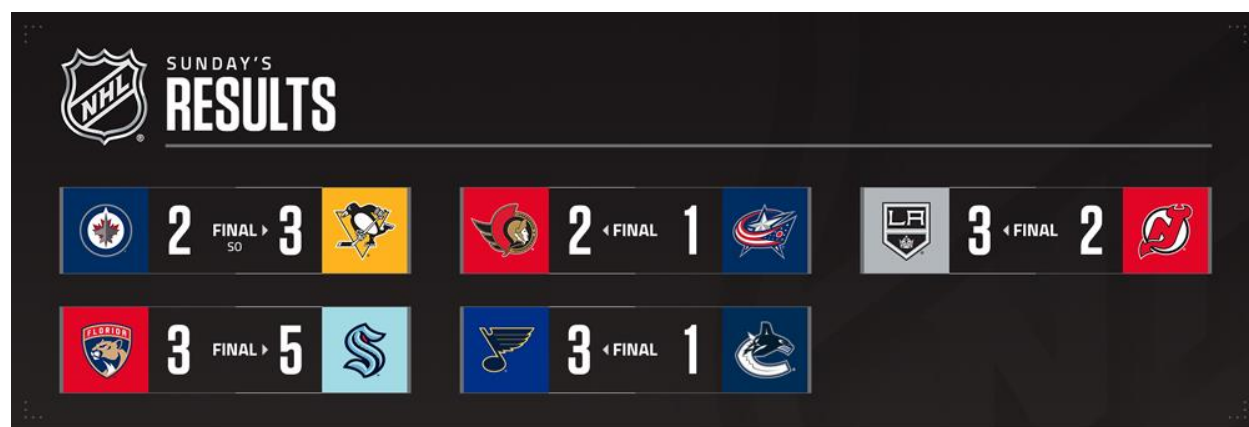 NHL
SUNDAY'S
RESULTS
2 FINAL 3
SO
2 FINAL 1
LA 3 FINAL 2
FLORIDA 3 FINAL 5
3 FINAL 1